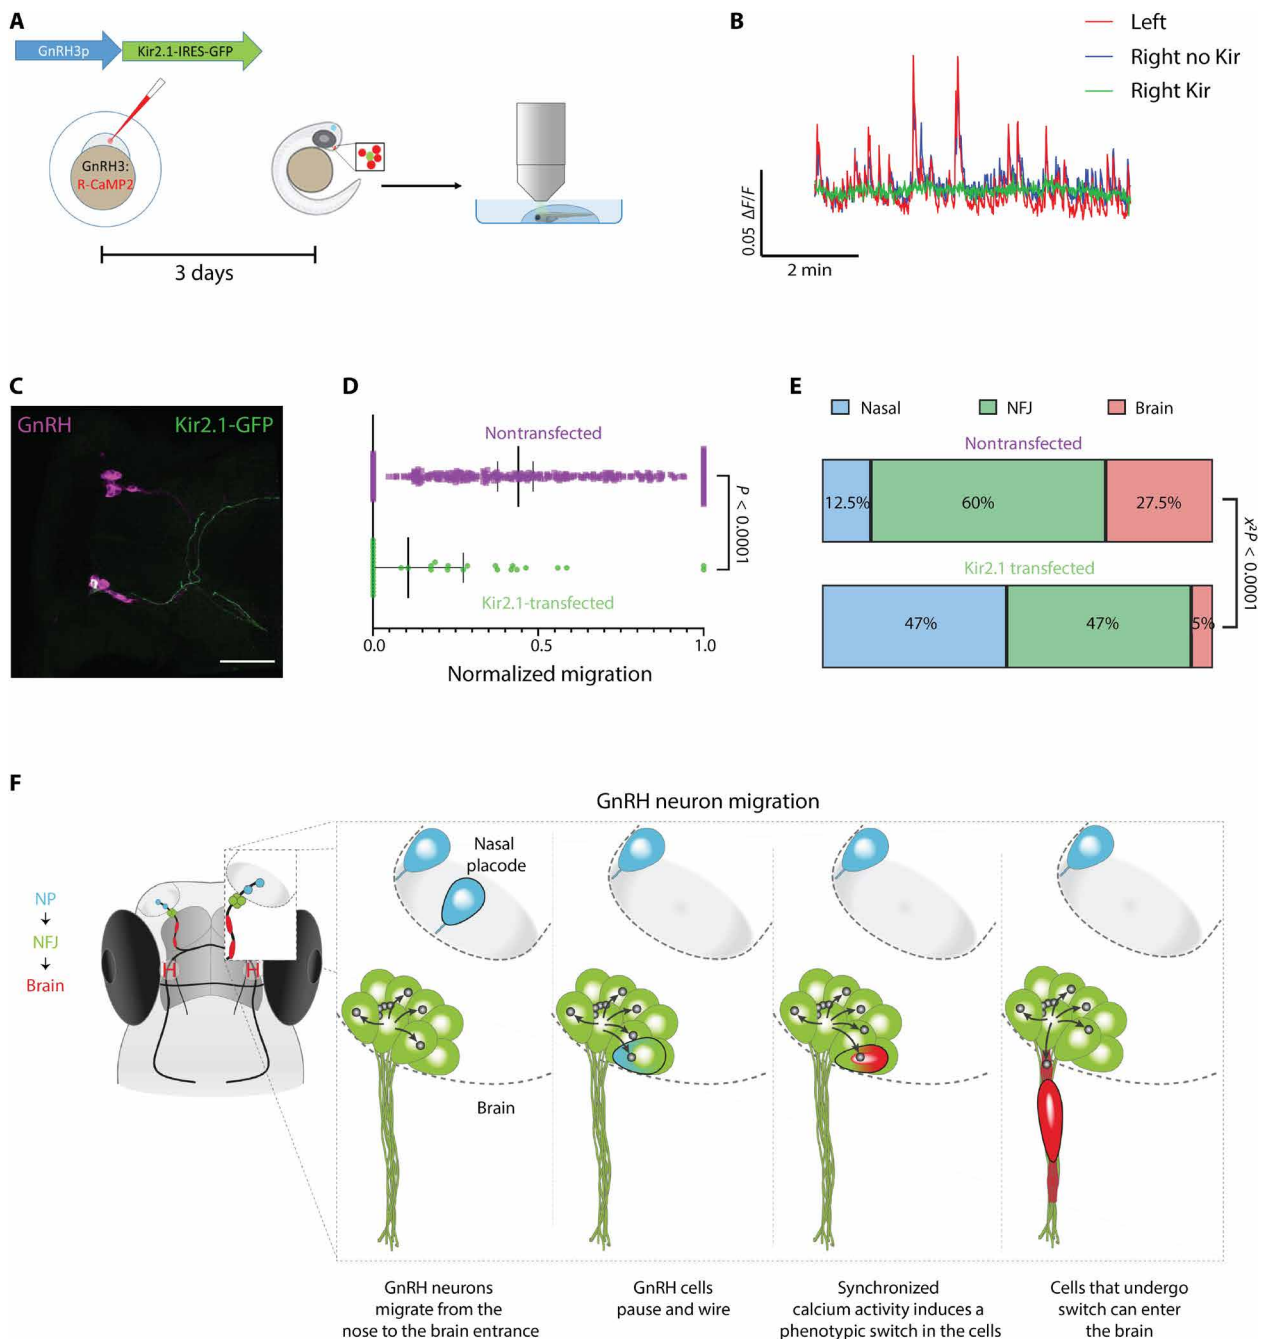 A
GnRH3p
Kir2.1-IRES-GFP
GnRH3:
R-CaMP2
3 days
B
Left
Right no Kir
Right Kir
0.05 ΔF/F
2 min
C
GnRH
Kir2.1-GFP
D
Nontransfected
P < 0.0001
Kir2.1-transfected
0.0
0.5
1.0
Normalized migration
E
Nasal
NFJ
Brain
Nontransfected
12.5%
60%
27.5%
x²P < 0.0001
Kir2.1 transfected
47%
47%
5%
F
GnRH neuron migration
NP
NFJ
Brain
H
H
Nasal
placode
Brain
GnRH neurons
migrate from the
nose to the brain entrance
GnRH cells
pause and wire
Synchronized
calcium activity induces a
phenotypic switch in the cells
Cells that undergo
switch can enter
the brain